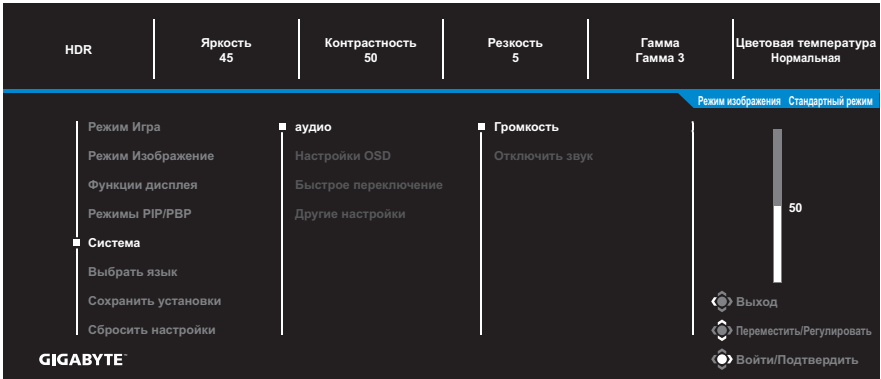 HDR
Яркость
45
Контрастность
50
Резкость
5
Гамма
Гамма 3
Цветовая температура
Нормальная
Режим изображения Стандартный режим
Режим Игра
Режим Изображение
Функции дисплея
Режимы PIP/PBP
Система
Выбрать язык
Сохранить установки
Сбросить настройки
аудио
Настройки OSD
Быстрое переключение
Другие настройки
Громкость
Отключить звук
50
Выход
Переместить/Регулировать
Войти/Подтвердить
GIGABYTE™